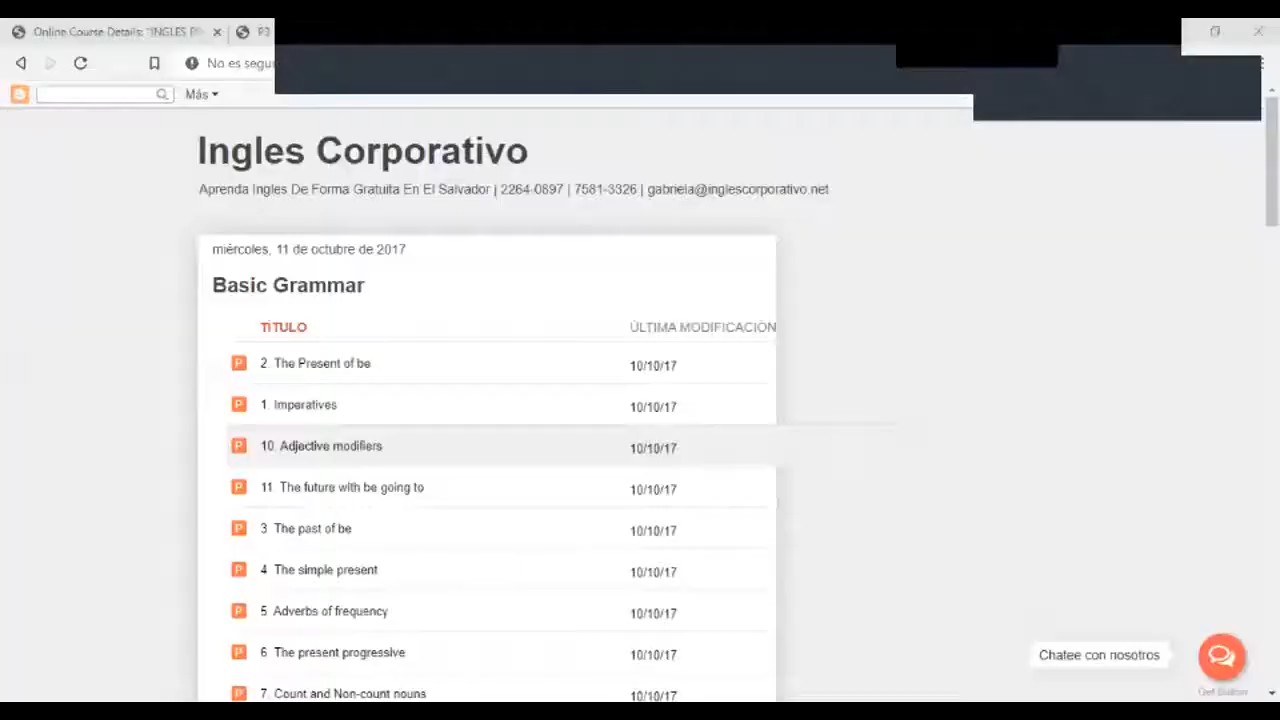 Online Course Details: "INGLES
P3
No es segu
Más
Ingles Corporativo
Aprenda Ingles De Forma Gratuita En El Salvador | 2264-0897 | 7581-3326 | gabriela@inglescorporativo.net
miércoles, 11 de octubre de 2017
Basic Grammar
TÍTULO ÚLTIMA MODIFICACIÓN
P 2. The Present of be 10/10/17
P 1. Imperatives 10/10/17
P 10. Adjective modifiers 10/10/17
P 11. The future with be going to 10/10/17
P 3. The past of be 10/10/17
P 4. The simple present 10/10/17
P 5. Adverbs of frequency 10/10/17
P 6. The present progressive 10/10/17
P 7. Count and Non-count nouns 10/10/17
Chatee con nosotros